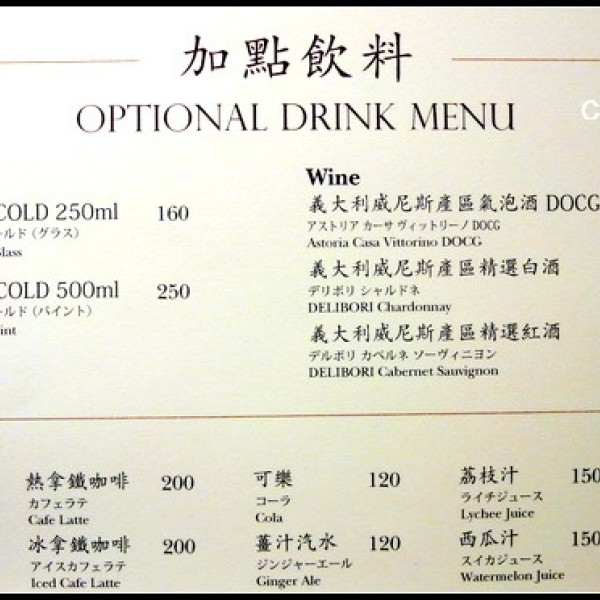 加點飲料
OPTIONAL DRINK MENU
C
COLD 250ml 160
ルド（グラス）
lass
COLD 500ml 250
ールド（パイント）
int
Wine
義大利威尼斯產區氣泡酒 DOCG
アストリア カーサ ヴィットリーノ DOCG
Astoria Casa Vittorino DOCG
義大利威尼斯產區精選白酒
デリボリ シャルドネ
DELIBORI Chardonnay
義大利威尼斯產區精選紅酒
デルボリ カベルネ ソーヴィニヨン
DELIBORI Cabernet Sauvignon
熱拿鐵咖啡 200
カフェラテ
Cafe Latte
可樂 120
コーラ
Cola
荔枝汁 150
ライチジュース
Lychee Juice
冰拿鐵咖啡 200
アイスカフェラテ
Iced Cafe Latte
薑汁汽水 120
ジンジャーエール
Ginger Ale
西瓜汁 150
スイカジュース
Watermelon Juice